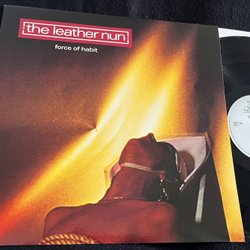 the leather nun
force of habit